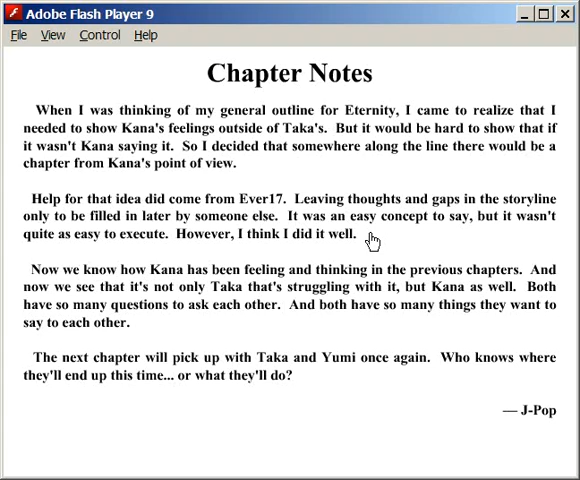 Adobe Flash Player 9
File View Control Help
Chapter Notes
When I was thinking of my general outline for Eternity, I came to realize that I
needed to show Kana's feelings outside of Taka's. But it would be hard to show that if
it wasn't Kana saying it. So I decided that somewhere along the line there would be a
chapter from Kana's point of view.
Help for that idea did come from Ever17. Leaving thoughts and gaps in the storyline
only to be filled in later by someone else. It was an easy concept to say, but it wasn't
quite as easy to execute. However, I think I did it well.
Now we know how Kana has been feeling and thinking in the previous chapters. And
now we see that it's not only Taka that's struggling with it, but Kana as well. Both
have so many questions to ask each other. And both have so many things they want to
say to each other.
The next chapter will pick up with Taka and Yumi once again. Who knows where
they'll end up this time... or what they'll do?
— J-Pop